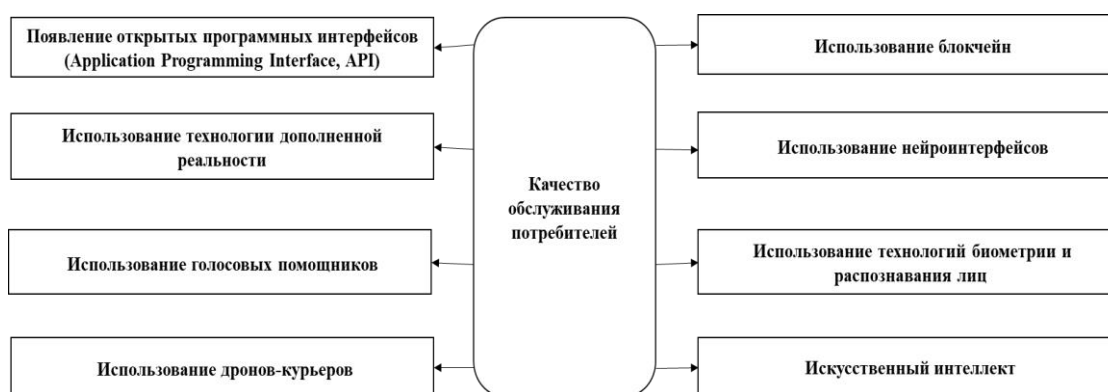 Появление открытых программных интерфейсов
(Application Programming Interface, API)
Использование технологии дополненной
реальности
Использование голосовых помощников
Использование дронов-курьеров
Качество
обслуживания
потребителей
Использование блокчейн
Использование нейроинтерфейсов
Использование технологий биометрии и
распознавания лиц
Искусственный интеллект